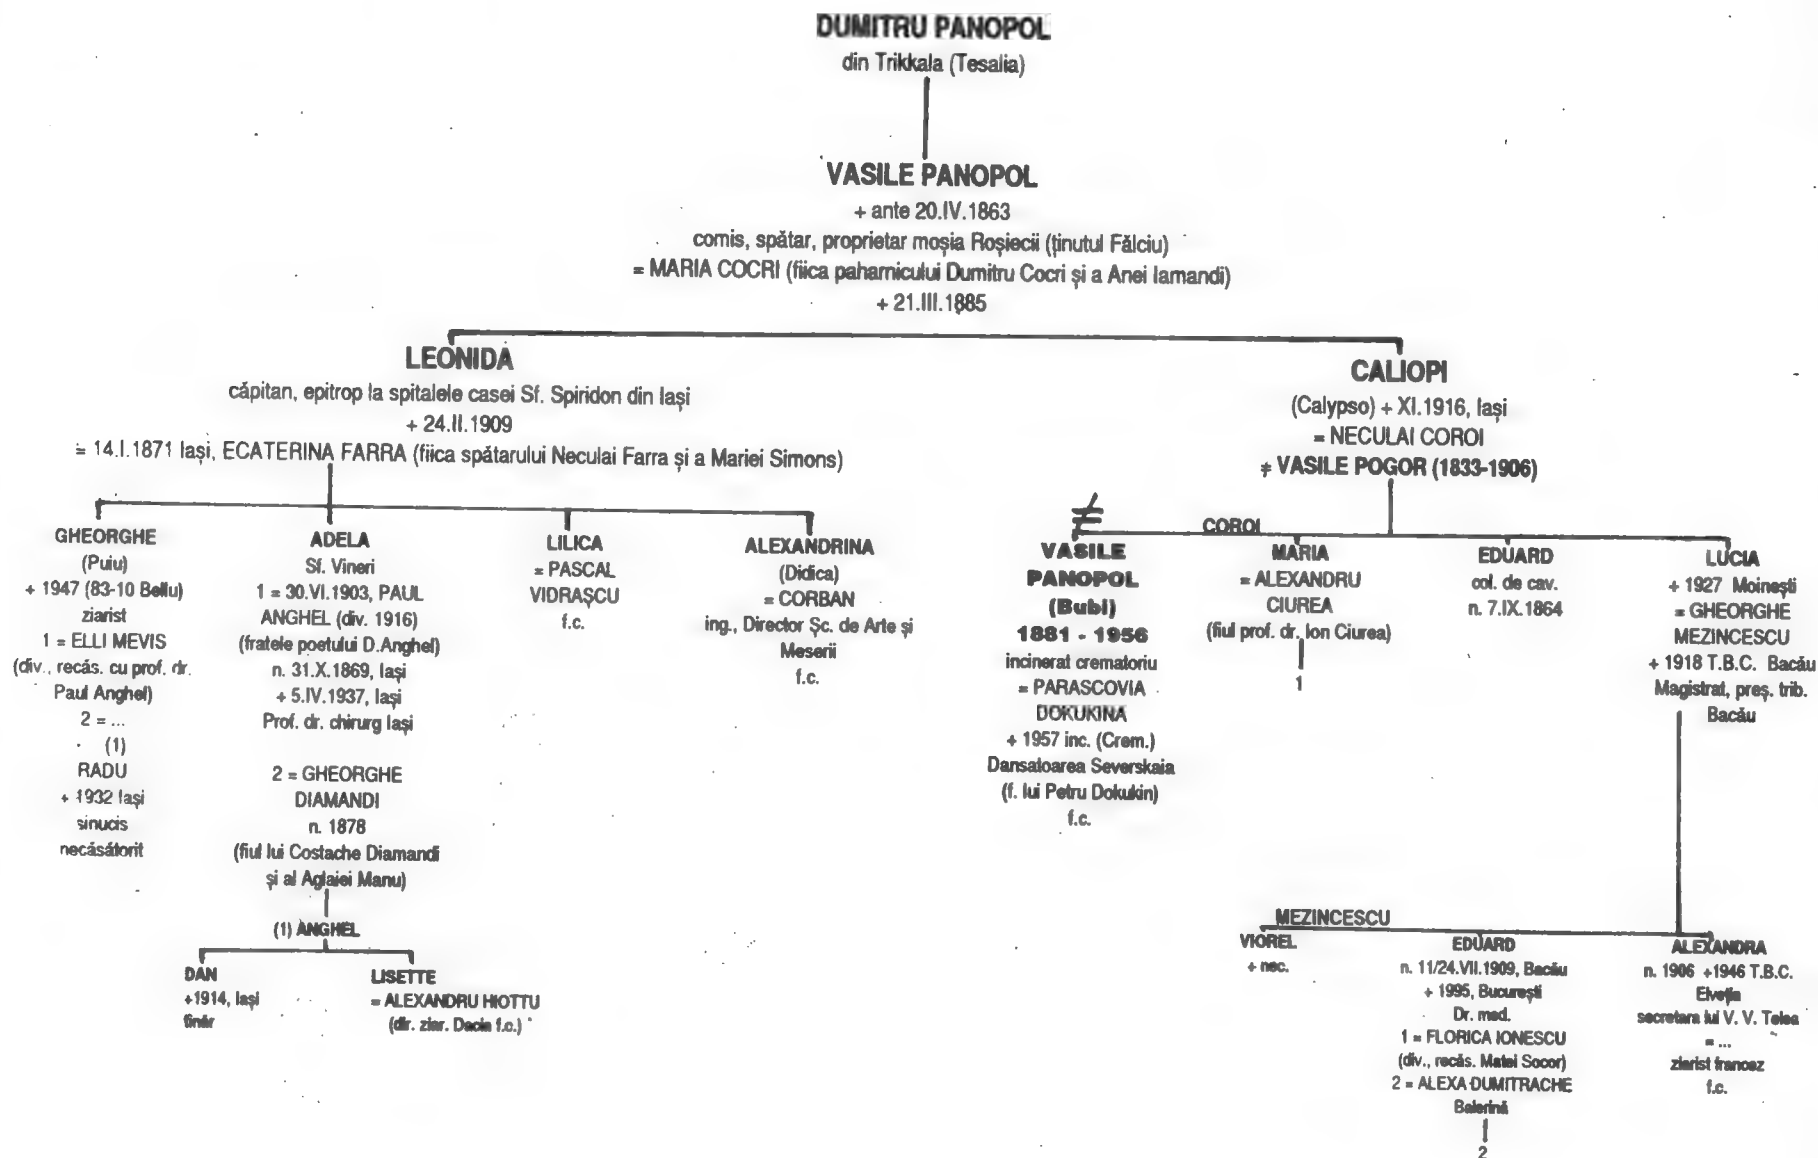 DUMITRU PANOPOL
din Trikkala (Tesalia)
VASILE PANOPOL
+ ante 20.IV.1863
comis, spătar, proprietar moșia Roșiecii (ținutul Fălciu)
= MARIA COCRI (fiica paharnicului Dumitru Cocri și a Anei Iamandi)
+ 21.III.1885
LEONIDA
căpitan, epitrop la spitalele casei Sf. Spiridon din Iași
+ 24.II.1909
= 14.I.1871 Iași, ECATERINA FARRA (fiica spătarului Neculai Farra și a Mariei Simons)
CALIOPI
(Calypso) + XI.1916, Iași
= NECULAI COROI
≠ VASILE POGOR (1833-1906)
GHEORGHE
(Puiu)
+ 1947 (83-10 Bellu)
ziarist
1 = ELLI MEVIS
(div., recăs. cu prof. dr.
Paul Anghel)
2 = ...
(1)
RADU
+ 1932 Iași
sinucis
necăsătorit
ADELA
Sf. Vineri
1 = 30.VI.1903, PAUL
ANGHEL (div. 1916)
(fratele poetului D.Anghel)
n. 31.X.1869, Iași
+ 5.IV.1937, Iași
Prof. dr. chirurg Iași
2 = GHEORGHE
DIAMANDI
n. 1878
(fiul lui Costache Diamandi
și al Aglaiei Manu)
(1) ANGHEL
DAN
+1914, Iași
tînăr
LISETTE
= ALEXANDRU HIOTTU
(dir. ziar. Dacia f.c.)
LILICA
= PASCAL
VIDRAȘCU
f.c.
ALEXANDRINA
(Didica)
= CORBAN
ing., Director Șc. de Arte și
Meserii
f.c.
≠
VASILE
PANOPOL
(Bubi)
1881 - 1956
incinerat crematoriu
= PARASCOVIA
DOKUKINA
+ 1957 inc. (Crem.)
Dansatoarea Severskaia
(f. lui Petru Dokukin)
f.c.
COROI
MARIA
= ALEXANDRU
CIUREA
(fiul prof. dr. Ion Ciurea)
1
EDUARD
col. de cav.
n. 7.IX.1864
LUCIA
+ 1927 Moinești
= GHEORGHE
MEZINCESCU
+ 1918 T.B.C. Bacău
Magistrat, preș. trib.
Bacău
MEZINCESCU
VIOREL
+ nec.
EDUARD
n. 11/24.VII.1909, Bacău
+ 1995, București
Dr. med.
1 = FLORICA IONESCU
(div., recăs. Matei Socor)
2 = ALEXA DUMITRACHE
Balerină
2
ALEXANDRA
n. 1906 +1946 T.B.C.
Elveția
secretara lui V. V. Telea
= ...
ziarist francez
f.c.